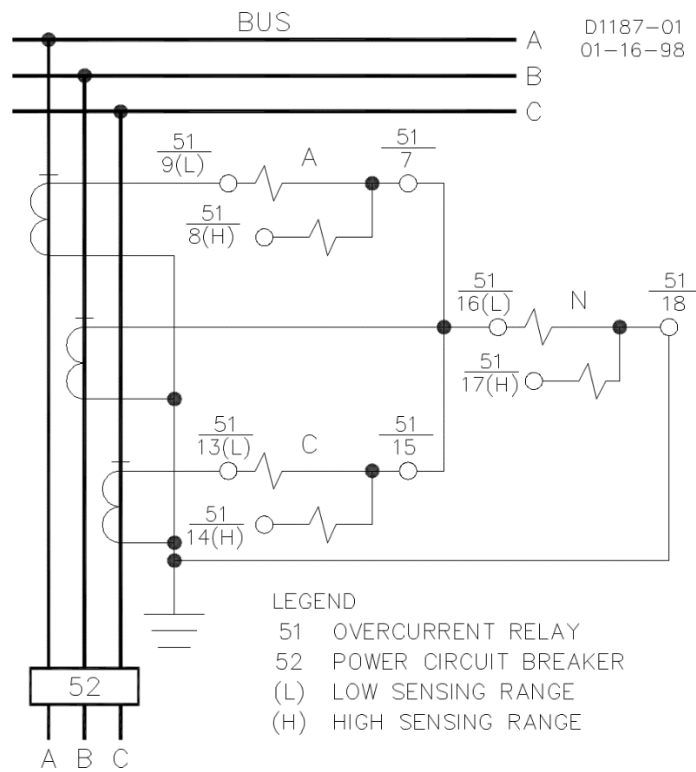 BUS
D1187-01
01-16-98
A
B
C
51
9(L)
A
51
7
51
8(H)
51
16(L)
N
51
18
51
17(H)
51
13(L)
C
51
15
51
14(H)
LEGEND
51 OVERCURRENT RELAY
52 POWER CIRCUIT BREAKER
(L) LOW SENSING RANGE
(H) HIGH SENSING RANGE
52
A B C